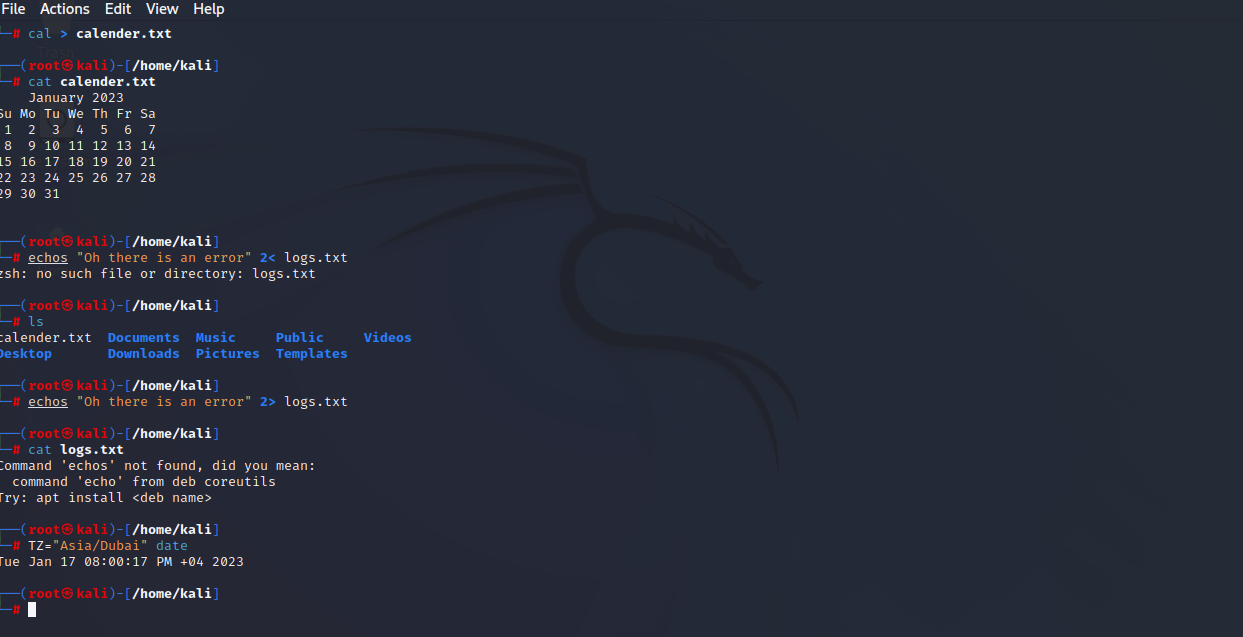 File Actions Edit View Help
└─# cal > calender.txt
Trash
┌──(root㉿kali)-[/home/kali]
└─# cat calender.txt
January 2023
Su Mo Tu We Th Fr Sa
1 2 3 4 5 6 7
8 9 10 11 12 13 14
15 16 17 18 19 20 21
22 23 24 25 26 27 28
29 30 31
┌──(root㉿kali)-[/home/kali]
└─# echos "Oh there is an error" 2< logs.txt
zsh: no such file or directory: logs.txt
┌──(root㉿kali)-[/home/kali]
└─# ls
calender.txt Documents Music Public Videos
Desktop Downloads Pictures Templates
┌──(root㉿kali)-[/home/kali]
└─# echos "Oh there is an error" 2> logs.txt
┌──(root㉿kali)-[/home/kali]
└─# cat logs.txt
Command 'echos' not found, did you mean:
command 'echo' from deb coreutils
Try: apt install <deb name>
┌──(root㉿kali)-[/home/kali]
└─# TZ="Asia/Dubai" date
Tue Jan 17 08:00:17 PM +04 2023
┌──(root㉿kali)-[/home/kali]
└─#